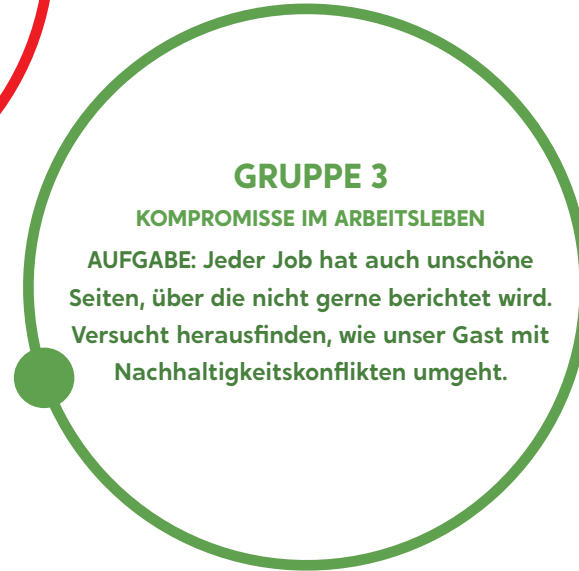 GRUPPE 3
KOMPROMISSE IM ARBEITSLEBEN
AUFGABE: Jeder Job hat auch unschöne
Seiten, über die nicht gerne berichtet wird.
Versucht herausfinden, wie unser Gast mit
Nachhaltigkeitskonflikten umgeht.